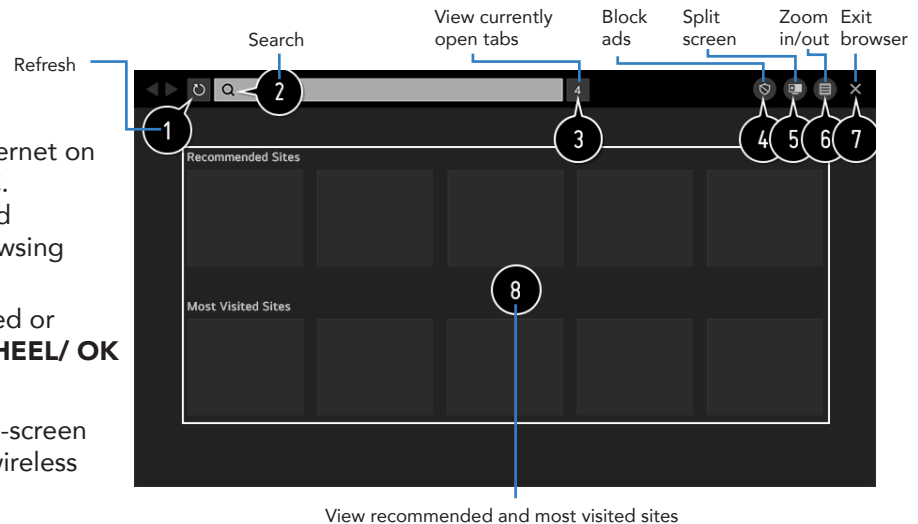 View currently
open tabs
Block
ads
Split
screen
Zoom
in/out
Exit
browser
Search
Refresh
4
1
2
3
4
5
6
7
ernet on
d
wsing
ed or
HEEL/ OK
-screen
wireless
Recommended Sites
8
Most Visited Sites
View recommended and most visited sites